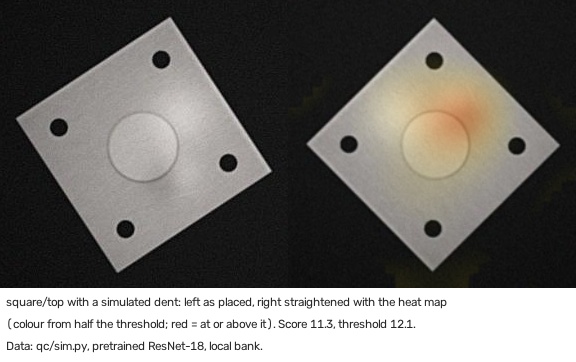 square/top with a simulated dent: left as placed, right straightened with the heat map
(colour from half the threshold; red = at or above it). Score 11.3, threshold 12.1.
Data: qc/sim.py, pretrained ResNet-18, local bank.